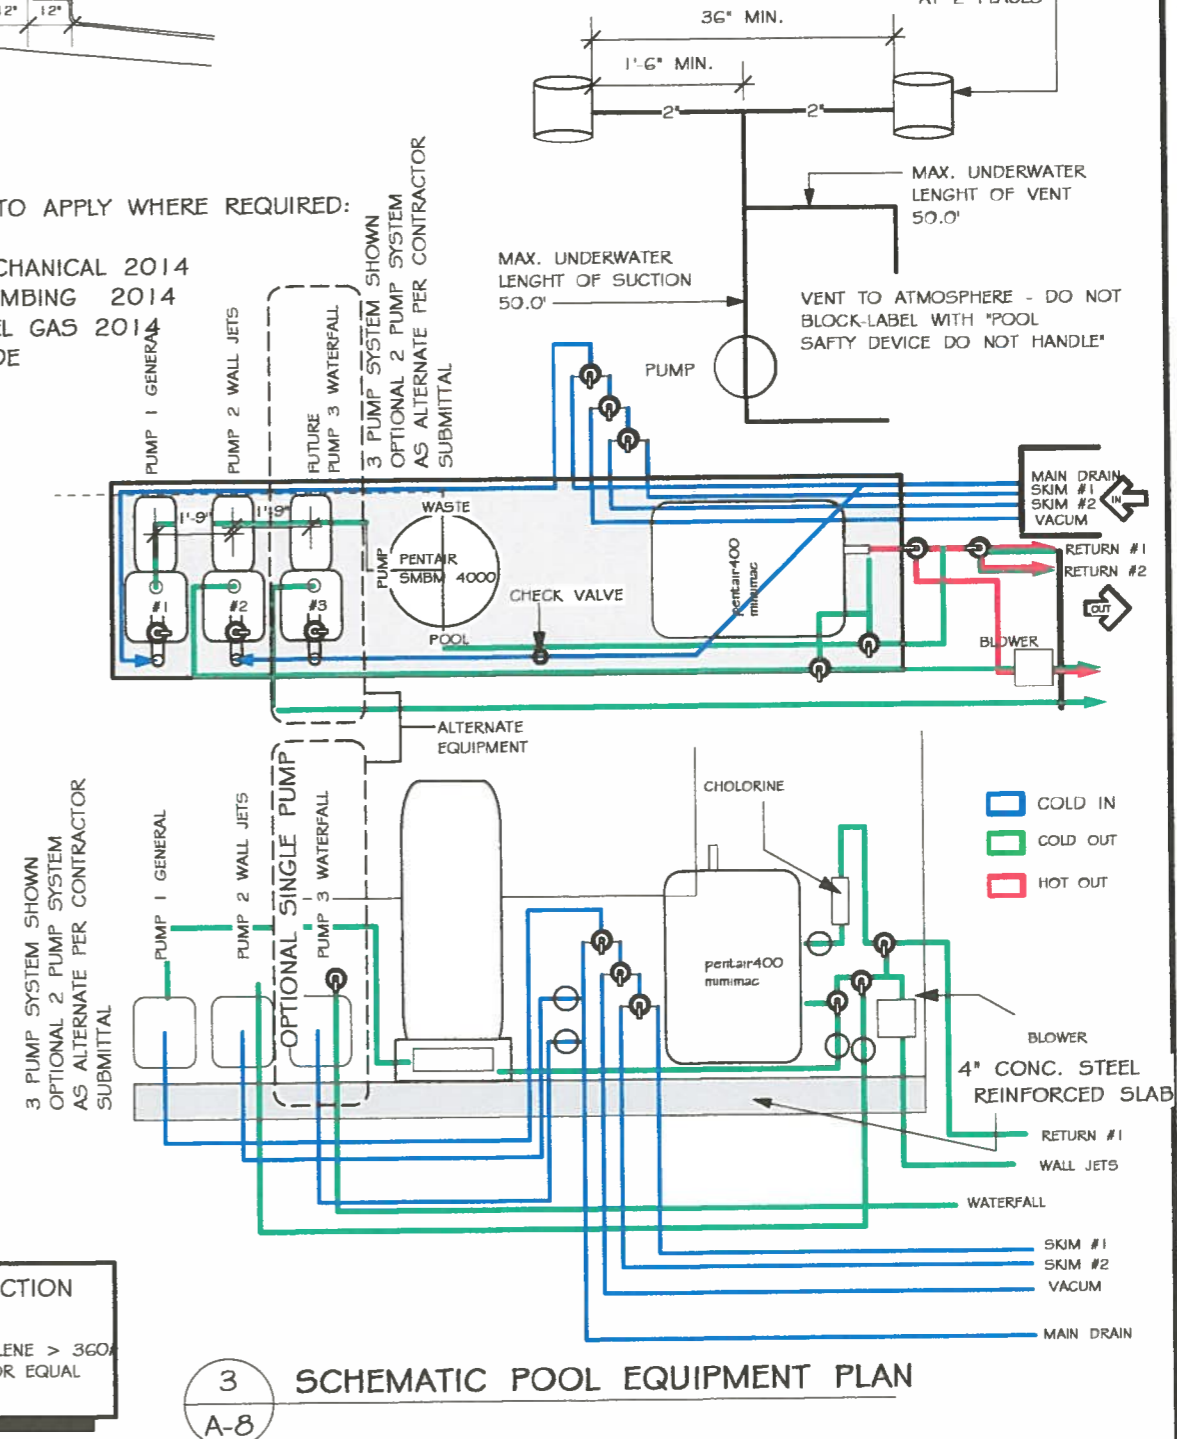 12" 12"
36" MIN.
1'-6" MIN.
2" 2"
TO APPLY WHERE REQUIRED:
CHANICAL 2014
MBING 2014
EL GAS 2014
DE
MAX. UNDERWATER
LENGHT OF VENT
50.0'
MAX. UNDERWATER
LENGHT OF SUCTION
50.0'
VENT TO ATMOSPHERE - DO NOT
BLOCK-LABEL WITH "POOL
SAFTY DEVICE DO NOT HANDLE"
PUMP
PUMP 1 GENERAL
PUMP 2 WALL JETS
FUTURE
PUMP 3 WATERFALL
3 PUMP SYSTEM SHOWN
OPTIONAL 2 PUMP SYSTEM
AS ALTERNATE PER CONTRACTOR
SUBMITTAL
MAIN DRAIN
SKIM #1
SKIM #2
VACUM
IN
RETURN #1
RETURN #2
OUT
1'-9" 1'-9"
WASTE
PUMP
PENTAIR
SMBM 4000
POOL
CHECK VALVE
pentair400
minimac
#1
#2
#3
BLOWER
ALTERNATE
EQUIPMENT
COLD IN
COLD OUT
HOT OUT
3 PUMP SYSTEM SHOWN
OPTIONAL 2 PUMP SYSTEM
AS ALTERNATE PER CONTRACTOR
SUBMITTAL
PUMP 1 GENERAL
PUMP 2 WALL JETS
OPTIONAL SINGLE PUMP
PUMP 3 WATERFALL
CHOLORINE
pentair400
minimac
BLOWER
4" CONC. STEEL
REINFORCED SLAB
RETURN #1
WALL JETS
WATERFALL
SKIM #1
SKIM #2
VACUM
MAIN DRAIN
CTION
LENE > 360
OR EQUAL
3
A-8
SCHEMATIC POOL EQUIPMENT PLAN